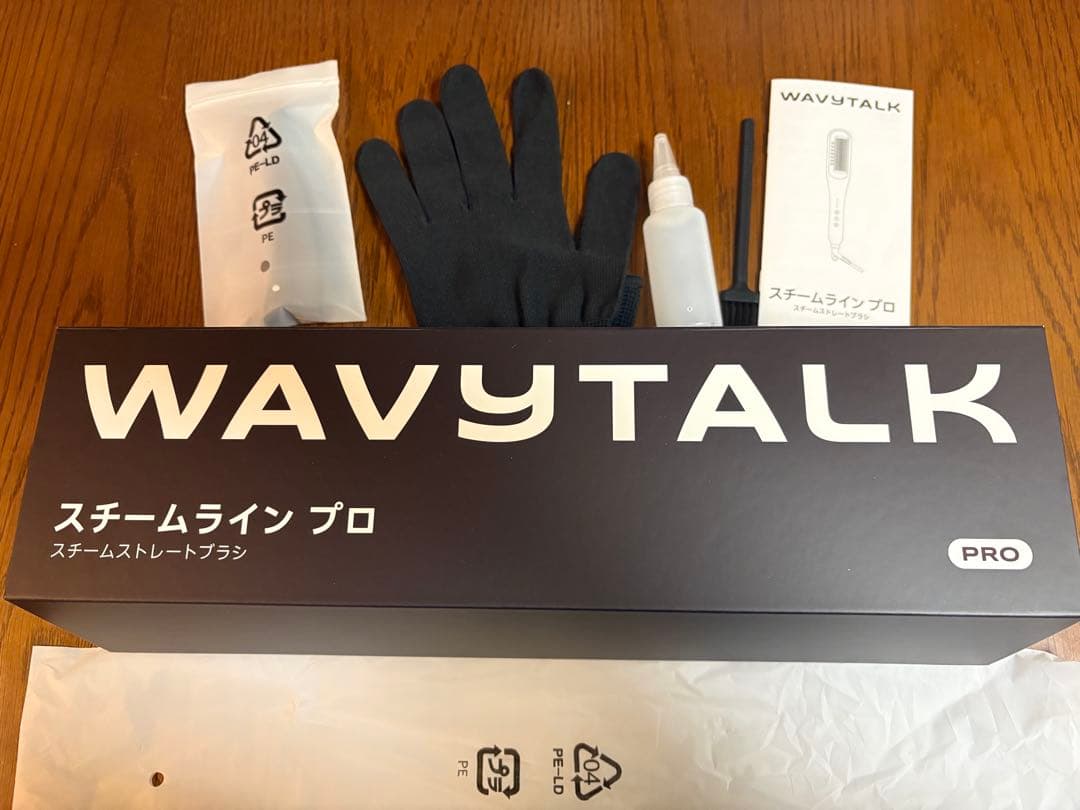 04
PE-LD
プラ
PE
WAVYTALK
スチームライン プロ
スチームストレートブラシ
WAVYTALK
スチームライン プロ
スチームストレートブラシ
PRO
PE
プラ
PE-LD
04